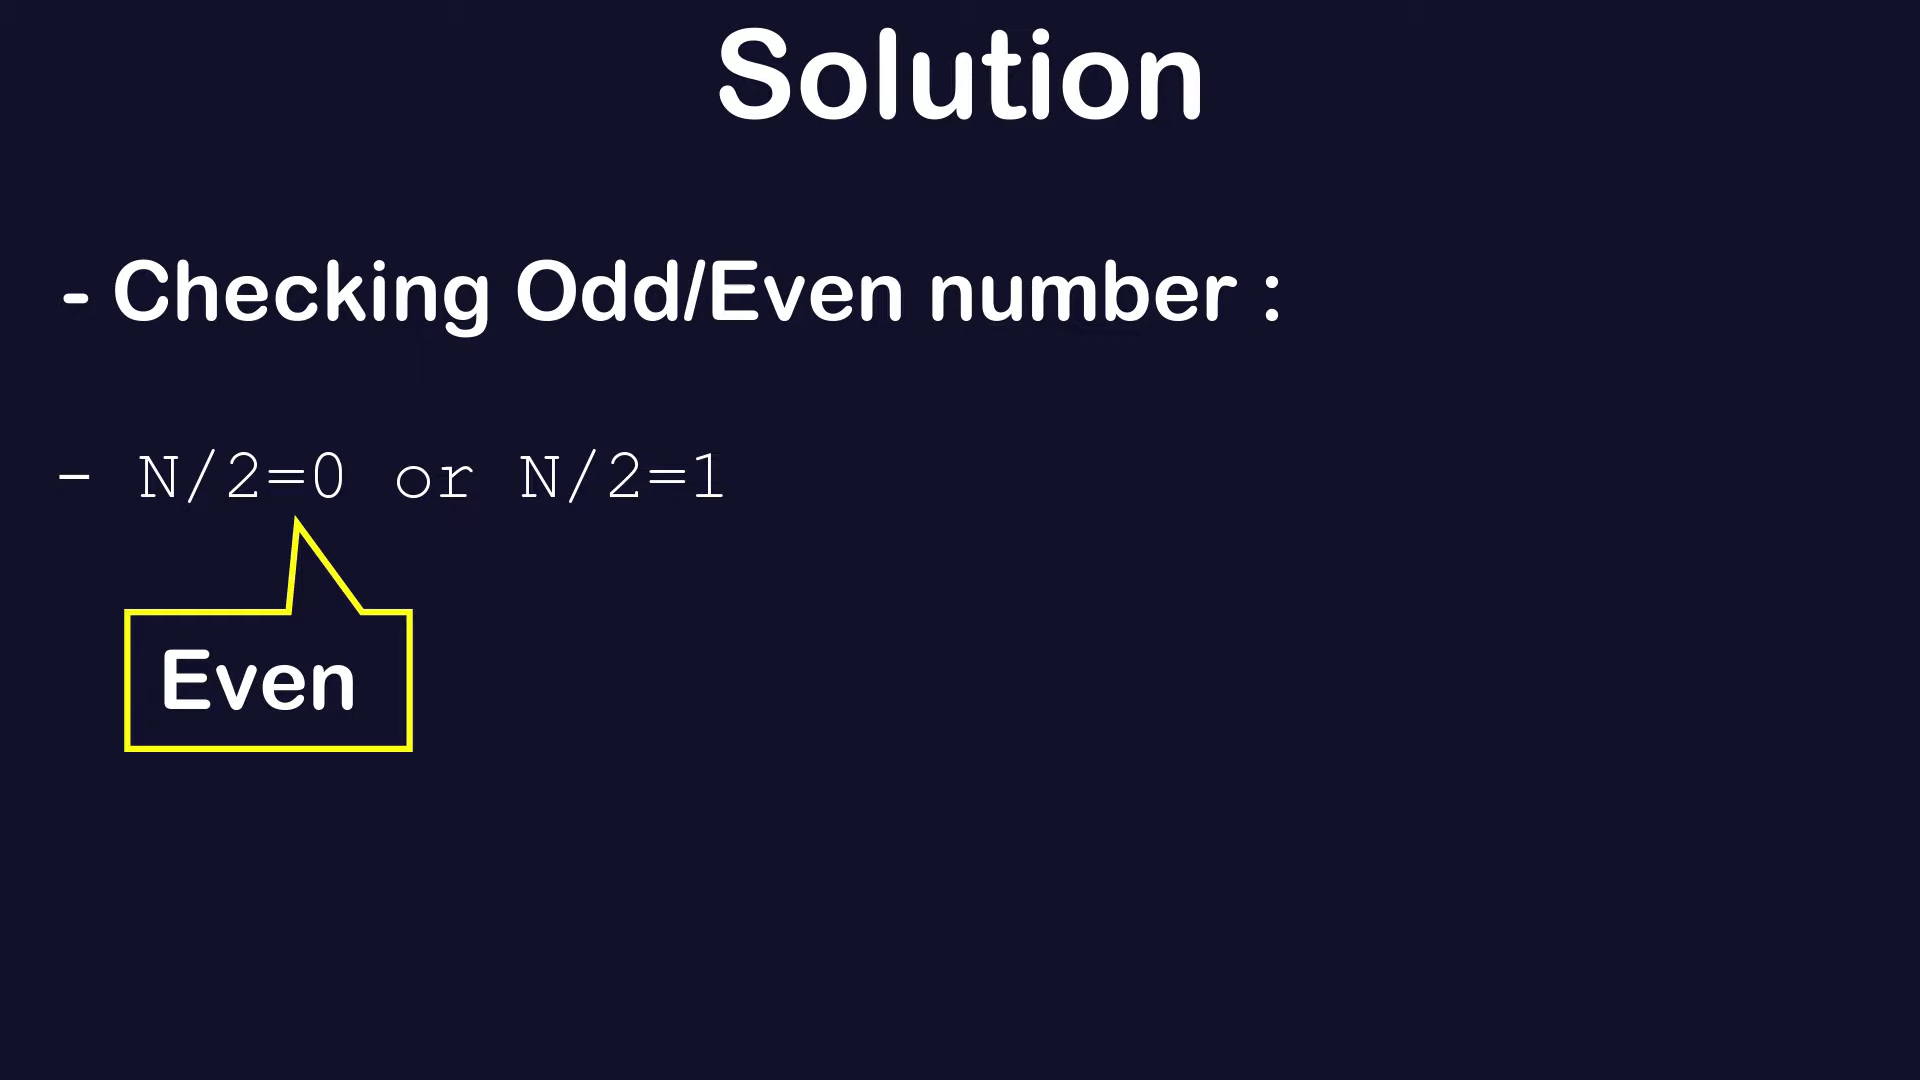 Solution
- Checking Odd/Even number :
- N/2=0 or N/2=1
Even